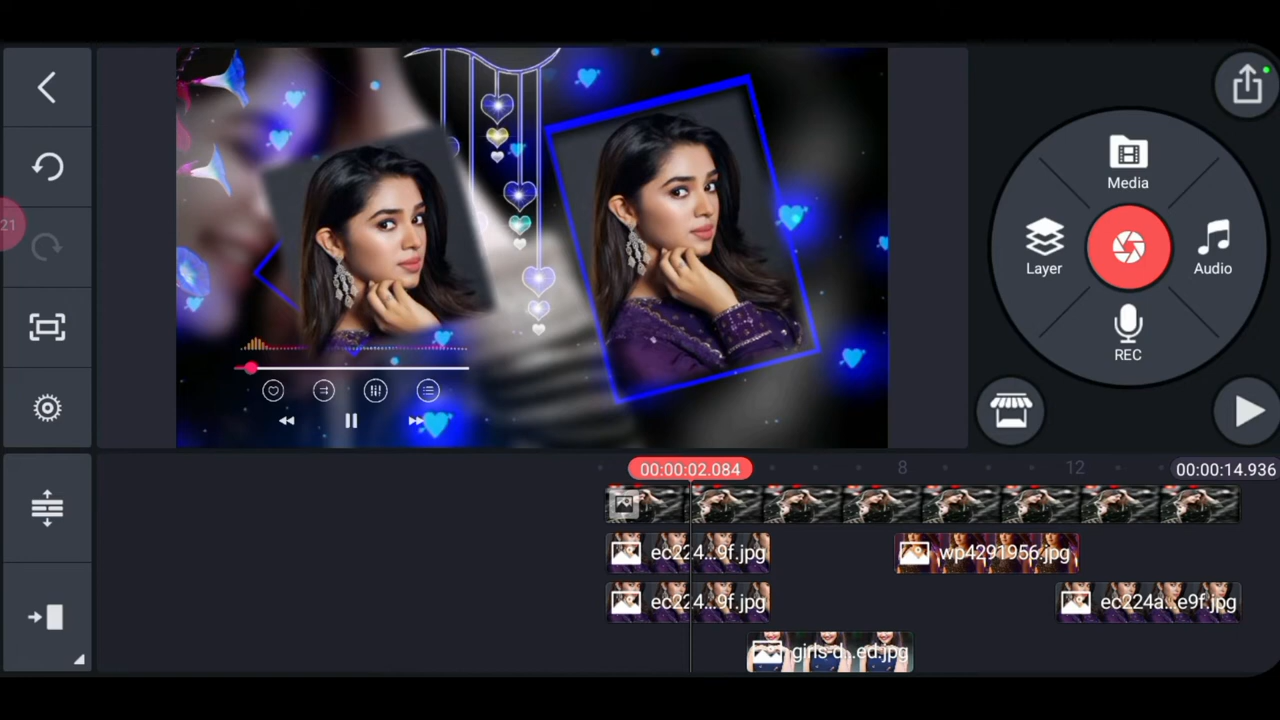 Media
Layer
Audio
REC
21
00:00:02.084
8
12
00:00:14.936
ec224...9f.jpg
wp4291956.jpg
ec224...9f.jpg
ec224a...e9f.jpg
girls-d...ed.jpg